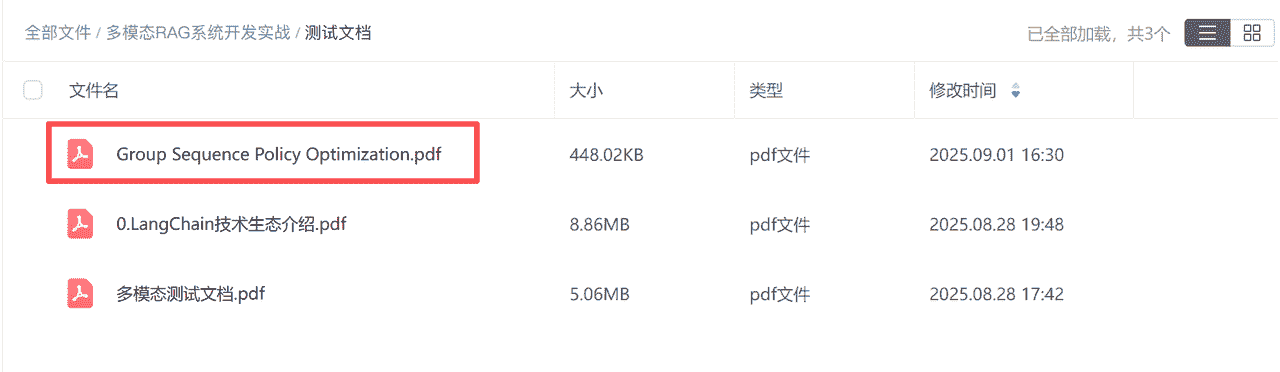 全部文件 / 多模态RAG系统开发实战 / 测试文档
已全部加载，共3个
文件名 大小 类型 修改时间
Group Sequence Policy Optimization.pdf 448.02KB pdf文件 2025.09.01 16:30
0.LangChain技术生态介绍.pdf 8.86MB pdf文件 2025.08.28 19:48
多模态测试文档.pdf 5.06MB pdf文件 2025.08.28 17:42